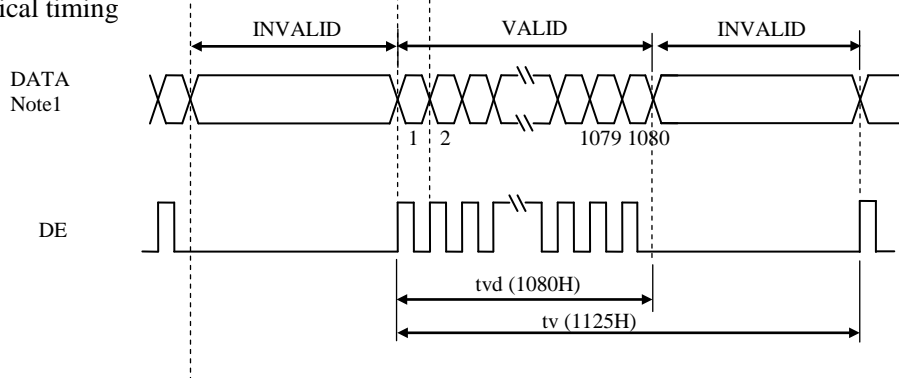 ical timing
INVALID VALID INVALID
DATA
Note1
1 2 1079 1080
DE
tvd (1080H)
tv (1125H)